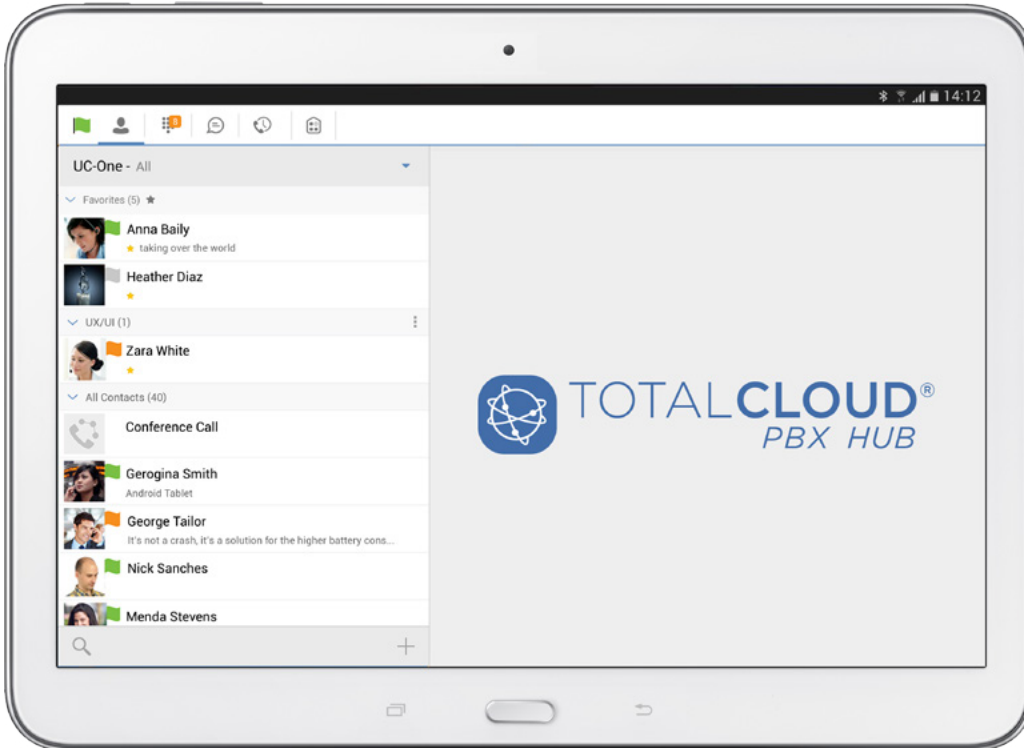 14:12
8
UC-One - All
Favorites (5)
Anna Baily
taking over the world
Heather Diaz
UX/UI (1)
Zara White
All Contacts (40)
Conference Call
Gerogina Smith
Android Tablet
George Tailor
It's not a crash, it's a solution for the higher battery cons...
Nick Sanches
Menda Stevens
TOTALCLOUD®
PBX HUB